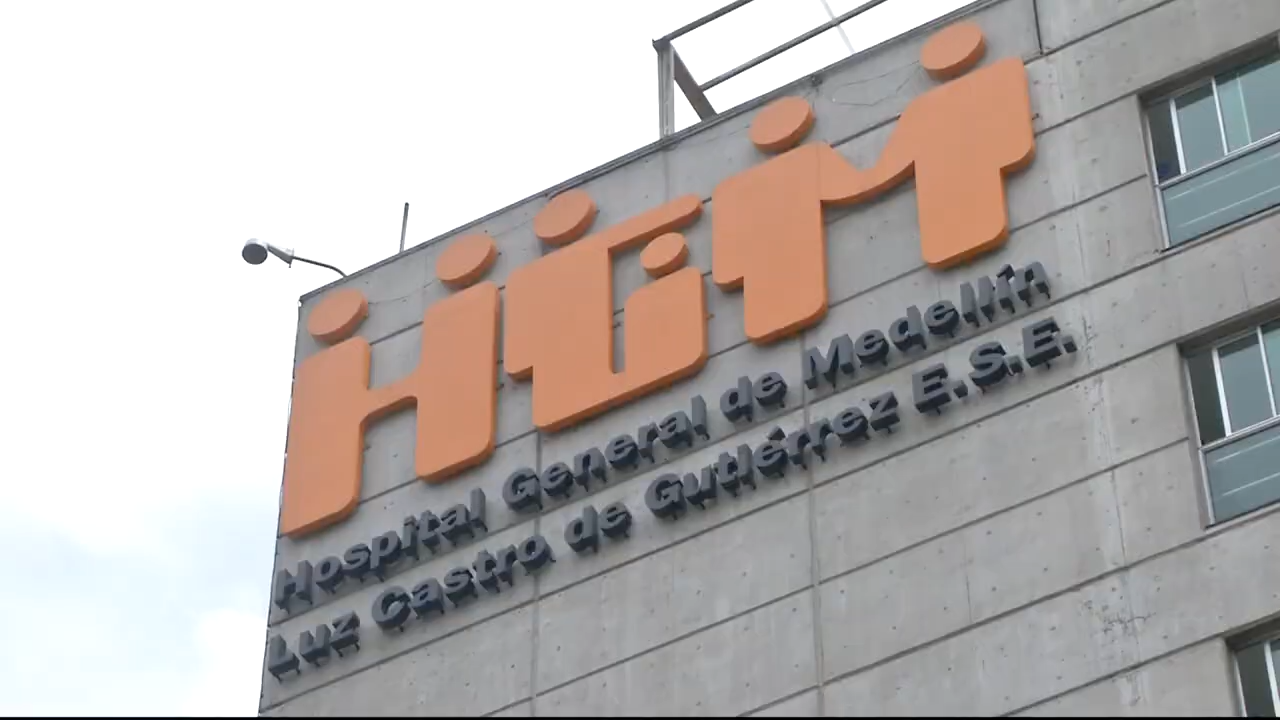 HGM
Hospital General de Medellín
Luz Castro de Gutiérrez E.S.E.